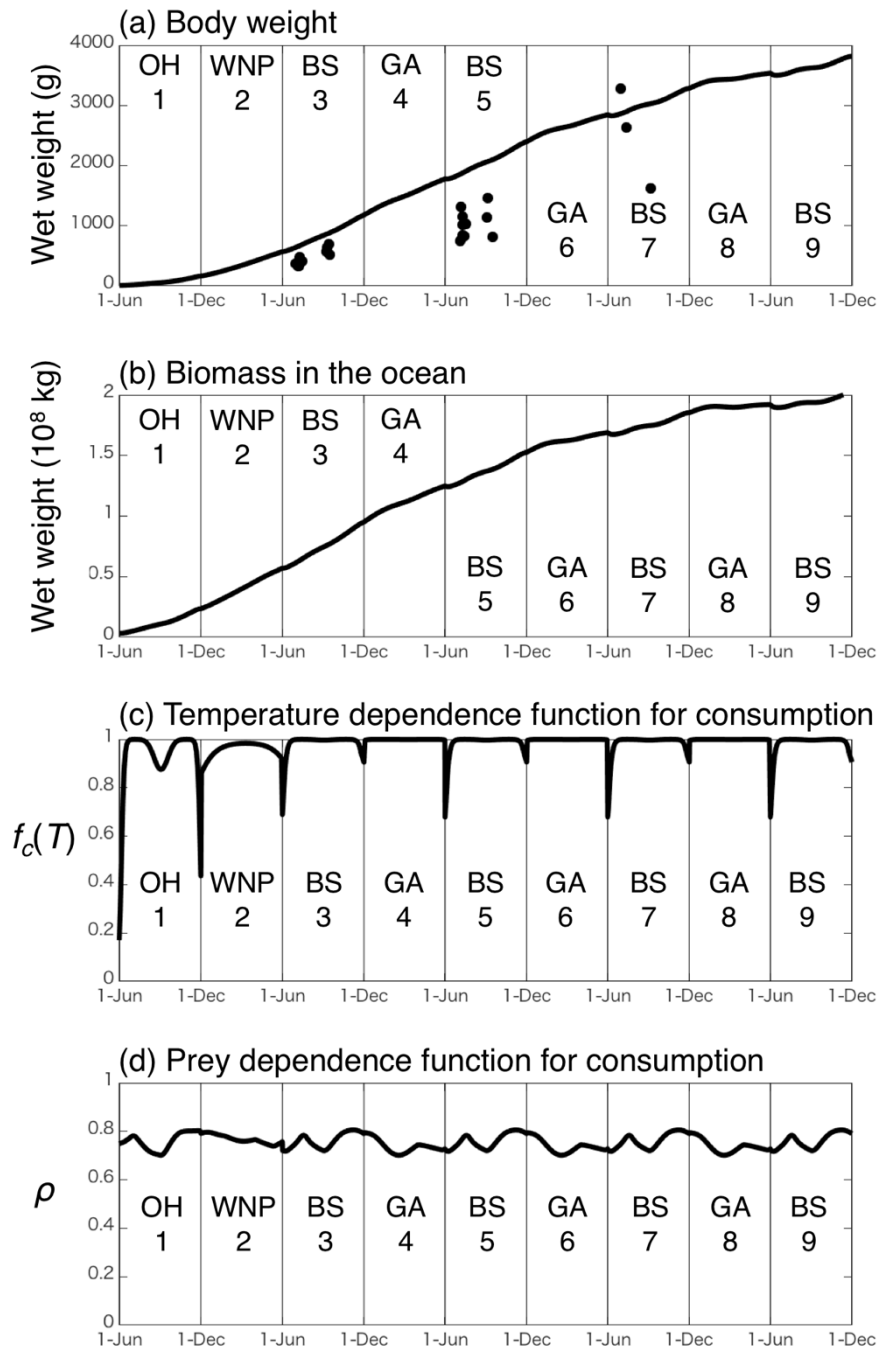 (a) Body weight
Wet weight (g)
4000
3000
2000
1000
0
OH WNP BS GA BS
1 2 3 4 5
GA BS GA BS
6 7 8 9
1-Jun 1-Dec 1-Jun 1-Dec 1-Jun 1-Dec 1-Jun 1-Dec 1-Jun 1-Dec
(b) Biomass in the ocean
Wet weight (10⁸ kg)
2
1.5
1
0.5
0
OH WNP BS GA
1 2 3 4
BS GA BS GA BS
5 6 7 8 9
1-Jun 1-Dec 1-Jun 1-Dec 1-Jun 1-Dec 1-Jun 1-Dec 1-Jun 1-Dec
(c) Temperature dependence function for consumption
fc(T)
1
0.8
0.6
0.4
0.2
0
OH WNP BS GA BS GA BS GA BS
1 2 3 4 5 6 7 8 9
1-Jun 1-Dec 1-Jun 1-Dec 1-Jun 1-Dec 1-Jun 1-Dec 1-Jun 1-Dec
(d) Prey dependence function for consumption
ρ
1
0.8
0.6
0.4
0.2
0
OH WNP BS GA BS GA BS GA BS
1 2 3 4 5 6 7 8 9
1-Jun 1-Dec 1-Jun 1-Dec 1-Jun 1-Dec 1-Jun 1-Dec 1-Jun 1-Dec